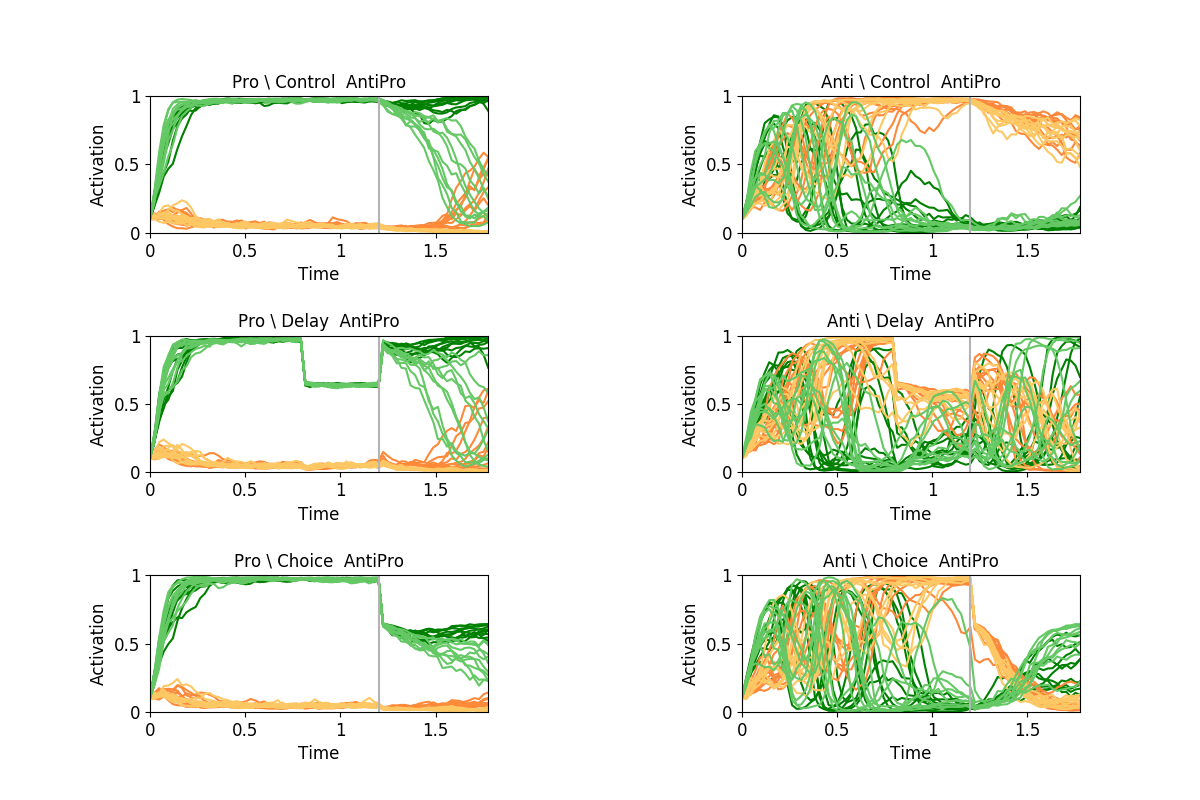 Pro \ Control  AntiPro
Activation
1
0.5
0
0
0.5
1
1.5
Time
Anti \ Control  AntiPro
Activation
1
0.5
0
0
0.5
1
1.5
Time
Pro \ Delay  AntiPro
Activation
1
0.5
0
0
0.5
1
1.5
Time
Anti \ Delay  AntiPro
Activation
1
0.5
0
0
0.5
1
1.5
Time
Pro \ Choice  AntiPro
Activation
1
0.5
0
0
0.5
1
1.5
Time
Anti \ Choice  AntiPro
Activation
1
0.5
0
0
0.5
1
1.5
Time